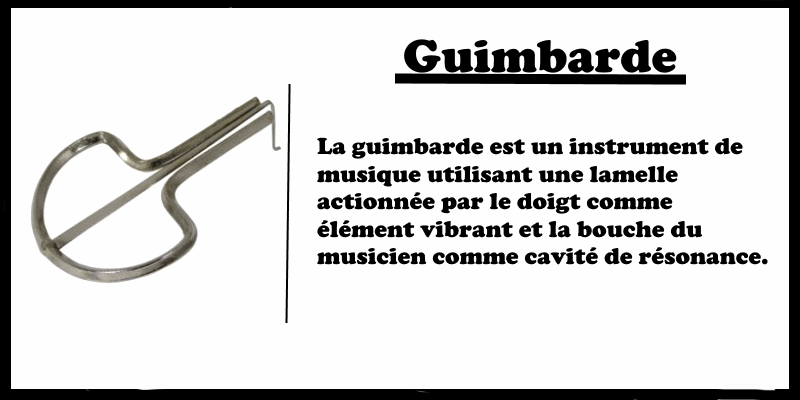 Guimbarde
La guimbarde est un instrument de
musique utilisant une lamelle
actionnée par le doigt comme
élément vibrant et la bouche du
musicien comme cavité de résonance.